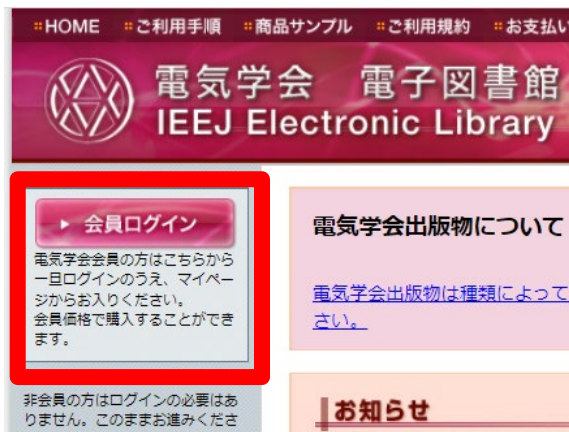 HOME ご利用手順 商品サンプル ご利用規約 お支払い
電気学会 電子図書館
IEEJ Electronic Library
会員ログイン
電気学会会員の方はこちらから
一旦ログインのうえ、マイペー
ジからお入りください。
会員価格で購入することができ
ます。
非会員の方はログインの必要はあ
りません。このままお進みくださ
電気学会出版物について
電気学会出版物は種類によって
さい。
お知らせ